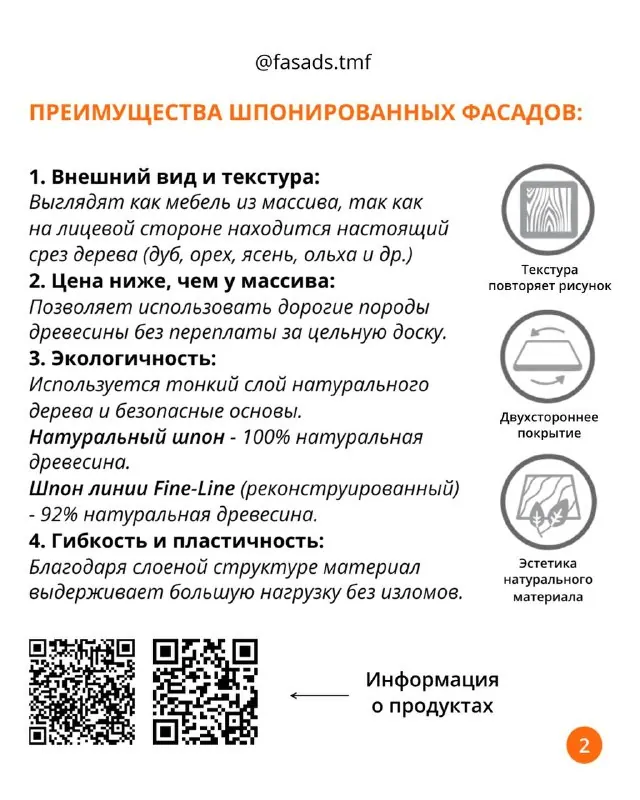 @fasads.tmf
ПРЕИМУЩЕСТВА ШПОНИРОВАННЫХ ФАСАДОВ:
1. Внешний вид и текстура:
Выглядят как мебель из массива, так как
на лицевой стороне находится настоящий
срез дерева (дуб, орех, ясень, ольха и др.)
2. Цена ниже, чем у массива:
Позволяет использовать дорогие породы
древесины без переплаты за цельную доску.
3. Экологичность:
Используется тонкий слой натурального
дерева и безопасные основы.
Натуральный шпон - 100% натуральная
древесина.
Шпон линии Fine-Line (реконструированный)
- 92% натуральная древесина.
4. Гибкость и пластичность:
Благодаря слоеной структуре материал
выдерживает большую нагрузку без изломов.
Текстура
повторяет рисунок
Двухстороннее
покрытие
Эстетика
натурального
материала
Информация
о продуктах
2